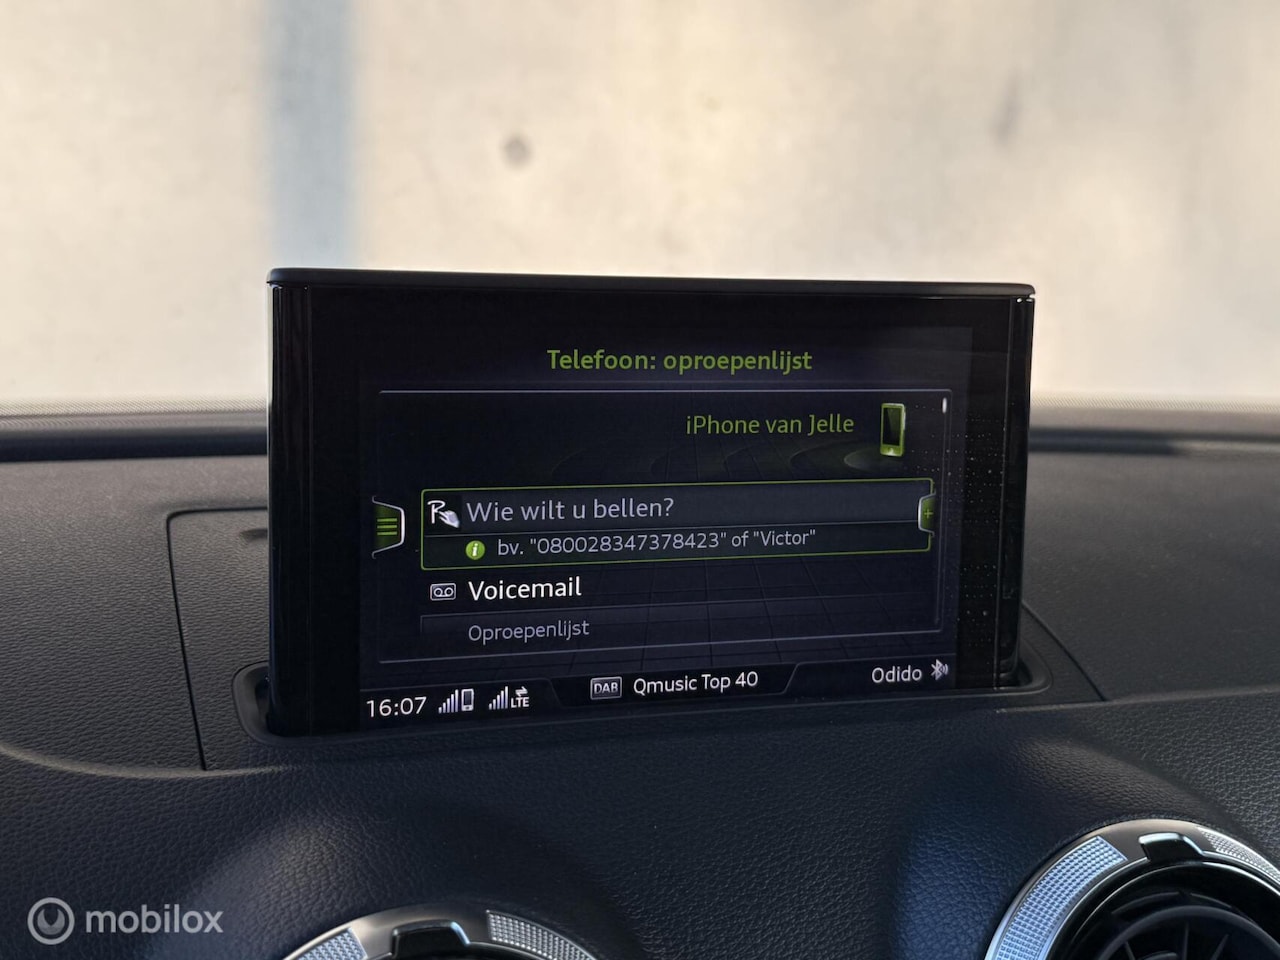 Telefoon: oproepenlijst
iPhone van Jelle
Wie wilt u bellen?
bv. "080028347378423" of "Victor"
Voicemail
Oproepenlijst
16:07 LTE DAB Qmusic Top 40 Odido
mobilox